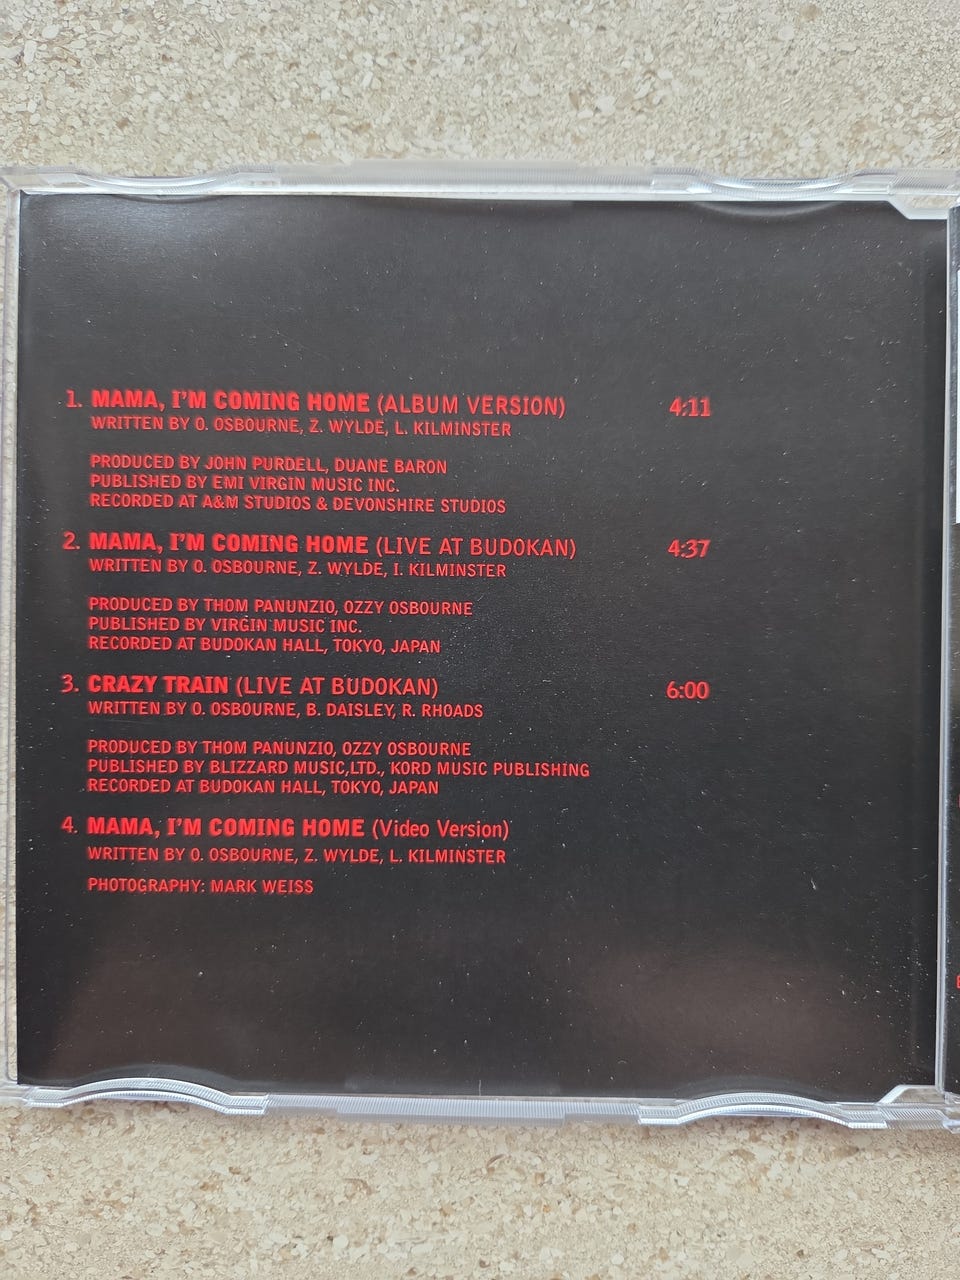 1. MAMA, I'M COMING HOME (ALBUM VERSION) 4:11
WRITTEN BY O. OSBOURNE, Z. WYLDE, L. KILMINSTER
PRODUCED BY JOHN PURDELL, DUANE BARON
PUBLISHED BY EMI VIRGIN MUSIC INC.
RECORDED AT A&M STUDIOS & DEVONSHIRE STUDIOS
2. MAMA, I'M COMING HOME (LIVE AT BUDOKAN) 4:37
WRITTEN BY O. OSBOURNE, Z. WYLDE, I. KILMINSTER
PRODUCED BY THOM PANUNZIO, OZZY OSBOURNE
PUBLISHED BY VIRGIN MUSIC INC.
RECORDED AT BUDOKAN HALL, TOKYO, JAPAN
3. CRAZY TRAIN (LIVE AT BUDOKAN) 6:00
WRITTEN BY O. OSBOURNE, B. DAISLEY, R. RHOADS
PRODUCED BY THOM PANUNZIO, OZZY OSBOURNE
PUBLISHED BY BLIZZARD MUSIC,LTD., KORD MUSIC PUBLISHING
RECORDED AT BUDOKAN HALL, TOKYO, JAPAN
4. MAMA, I'M COMING HOME (Video Version)
WRITTEN BY O. OSBOURNE, Z. WYLDE, L. KILMINSTER
PHOTOGRAPHY: MARK WEISS